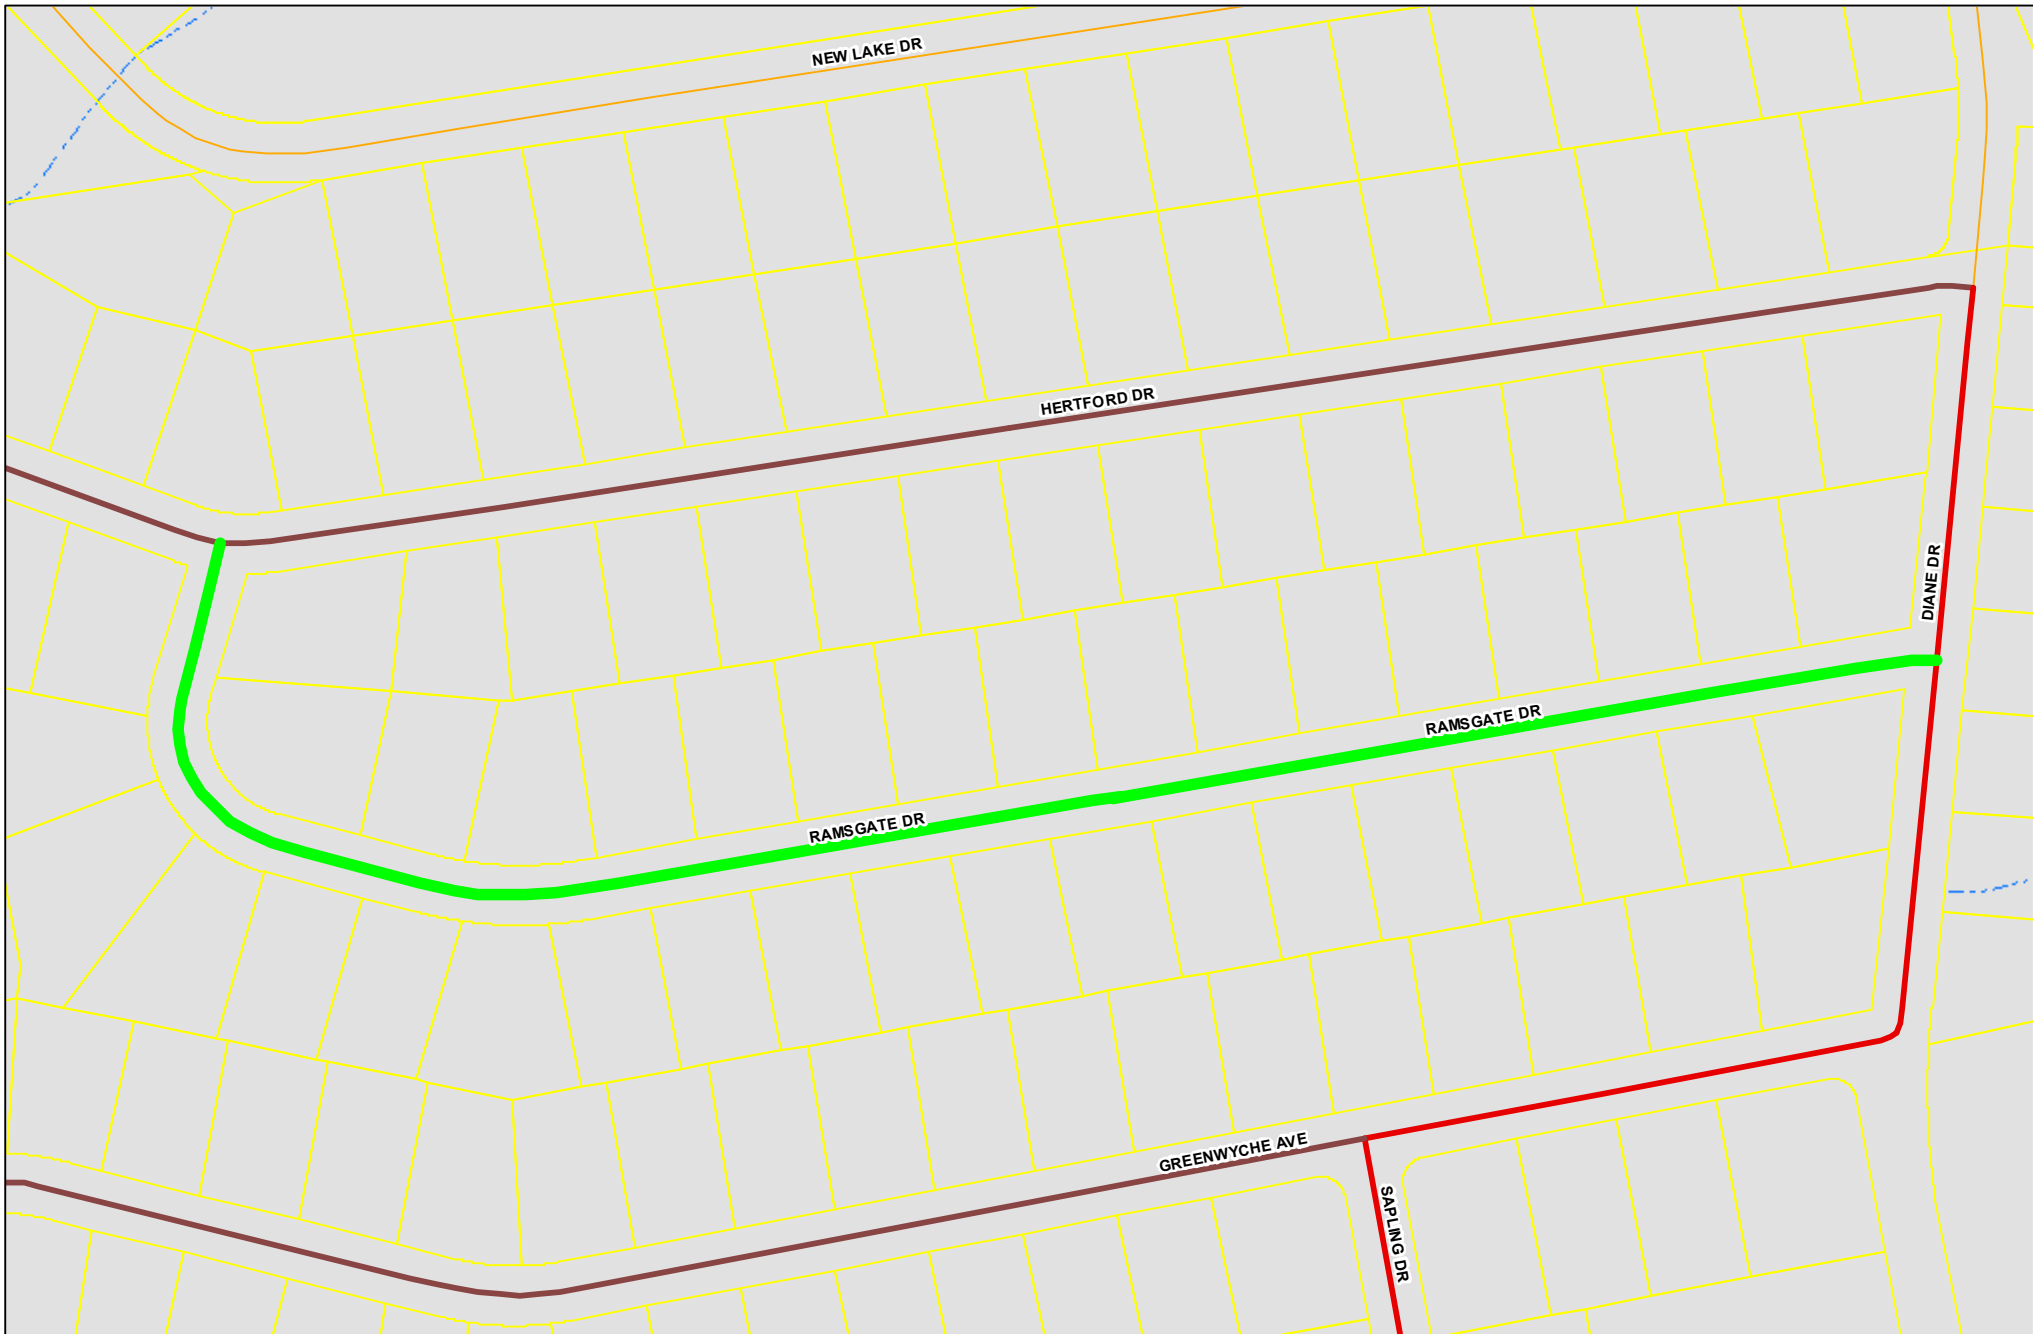 NEW LAKE DR
HERTFORD DR
DIANE DR
RAMSGATE DR
RAMSGATE DR
GREENWYCHE AVE
SAPLING DR